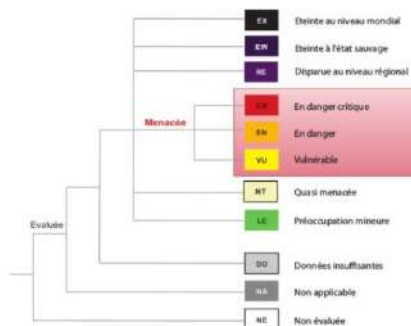 EX Eteinte au niveau mondial
EW Eteinte à l'état sauvage
RE Disparue au niveau régional
CR En danger critique
Menacée
EN En danger
VU Vulnérable
NT Quasi menacée
LC Préoccupation mineure
Evaluée
DD Données insuffisantes
NA Non applicable
NE Non évaluée